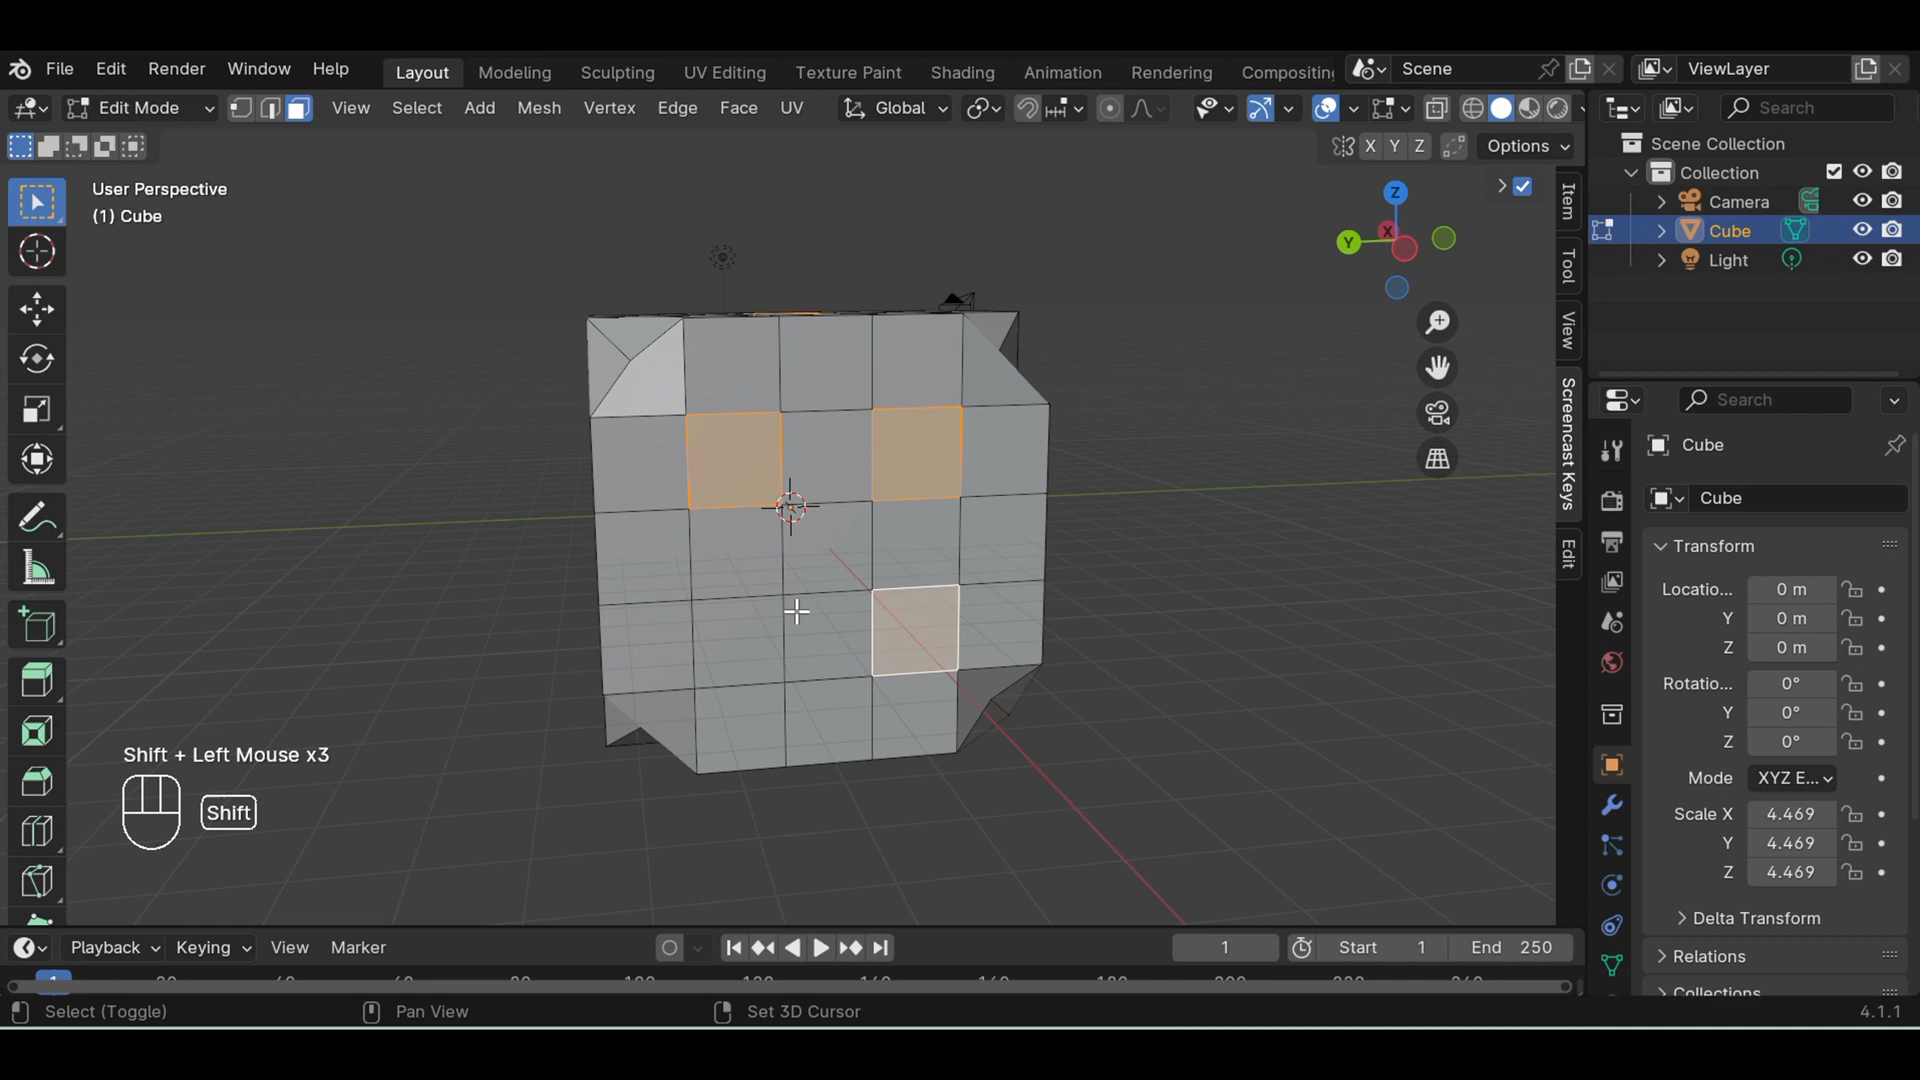 File Edit Render Window Help Layout Modeling Sculpting UV Editing Texture Paint Shading Animation Rendering Compositing Scene ViewLayer
Edit Mode View Select Add Mesh Vertex Edge Face UV Global Search
X Y Z Options
Scene Collection
Collection
Camera
Cube
Light
User Perspective
(1) Cube
Z
Y
X
Item
Tool
View
Screencast Keys
Edit
Search
Cube
Cube
Transform
Locatio... 0 m
Y 0 m
Z 0 m
Rotatio... 0°
Y 0°
Z 0°
Mode XYZ E...
Scale X 4.469
Y 4.469
Z 4.469
Delta Transform
Relations
Collections
Shift + Left Mouse x3
Shift
Playback Keying View Marker 1 Start 1 End 250
1
Select (Toggle) Pan View Set 3D Cursor 4.1.1